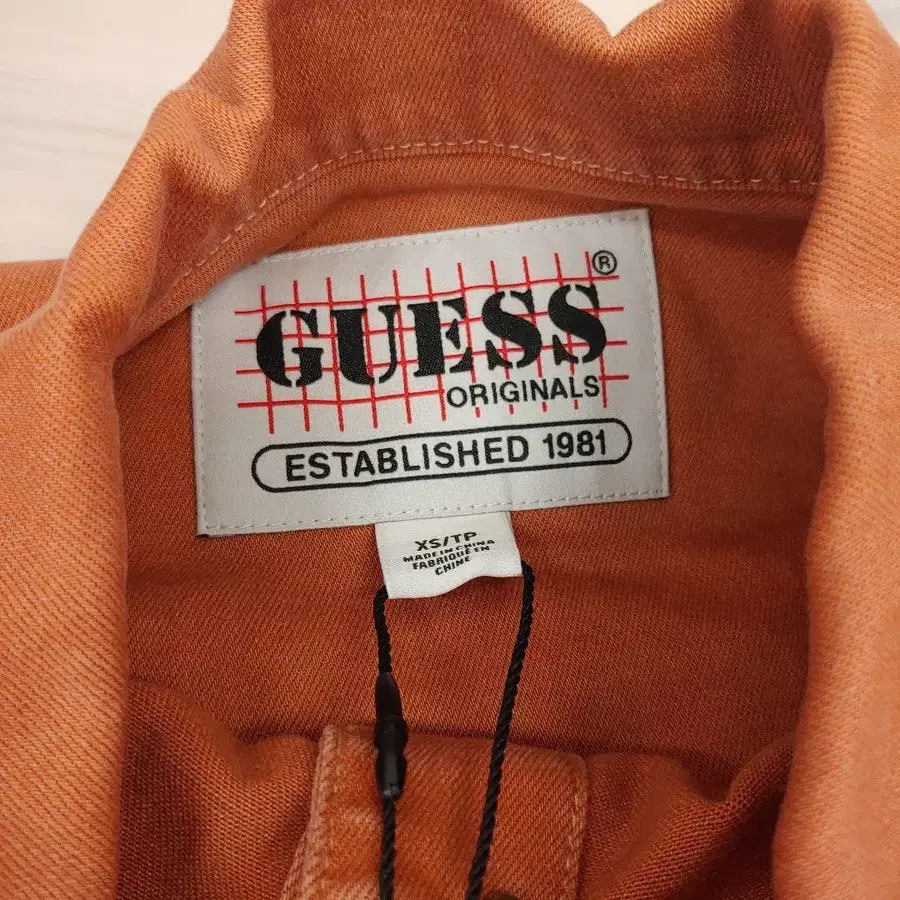 GUESS®
ORIGINALS
ESTABLISHED 1981
XS/TP
MADE IN CHINA
FABRIQUÉ EN
CHINE